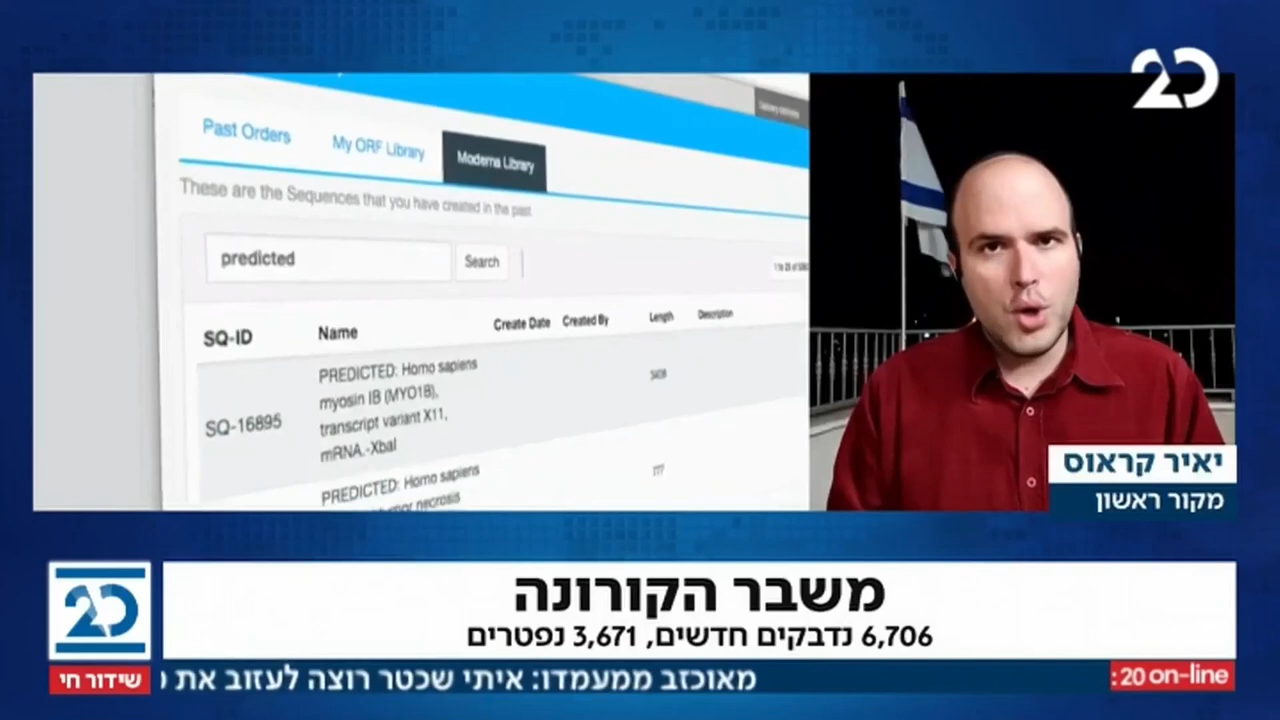 20
Past Orders
My ORF Library
Moderna Library
These are the Sequences that you have created in the past
predicted
Search
SQ-ID
Name
Create Date
Created By
Length
Description
SQ-16895
PREDICTED: Homo sapiens
myosin IB (MYO1B),
transcript variant X11,
mRNA.-XbaI
PREDICTED: Homo sapiens
necrosis
777
יאיר קראוס
מקור ראשון
משבר הקורונה
6,706 נדבקים חדשים, 3,671 נפטרים
20
שידור חי
מאוכזב ממעמדו: איתי שכטר רוצה לעזוב את
20 on-line: